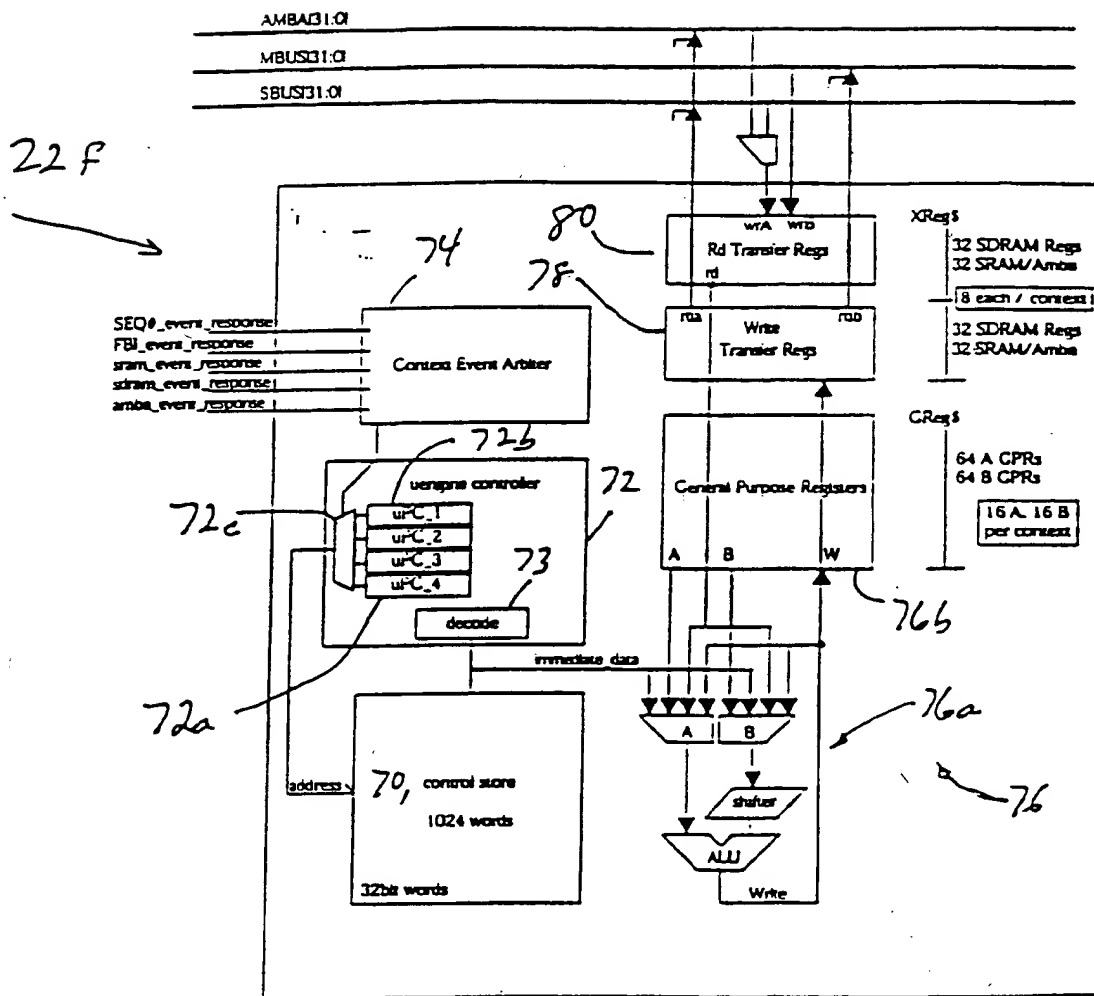 AMBA[31:0]
MBUS[31:0]
SBUS[31:0]
22f
80
wrA wrB
Rd Transfer Regs
rd
XRegs
32 SDRAM Regs
32 SRAM/Amba
8 each / context
32 SDRAM Regs
32 SRAM/Amba
74
78
Write
Transfer Regs
SEQ#_event_response
FBI_event_response
sram_event_response
sdram_event_response
amba_event_response
Context Event Arbiter
72b
GRegs
64 A GPRs
64 B GPRs
16 A, 16 B
per context
General Purpose Registers
A B W
72c
uengine controller
uPC_1
uPC_2
uPC_3
uPC_4
72
73
decode
76b
immediate data
72a
A B
76a
76
address
70, control store
1024 words
32bit words
shifter
ALU
Write